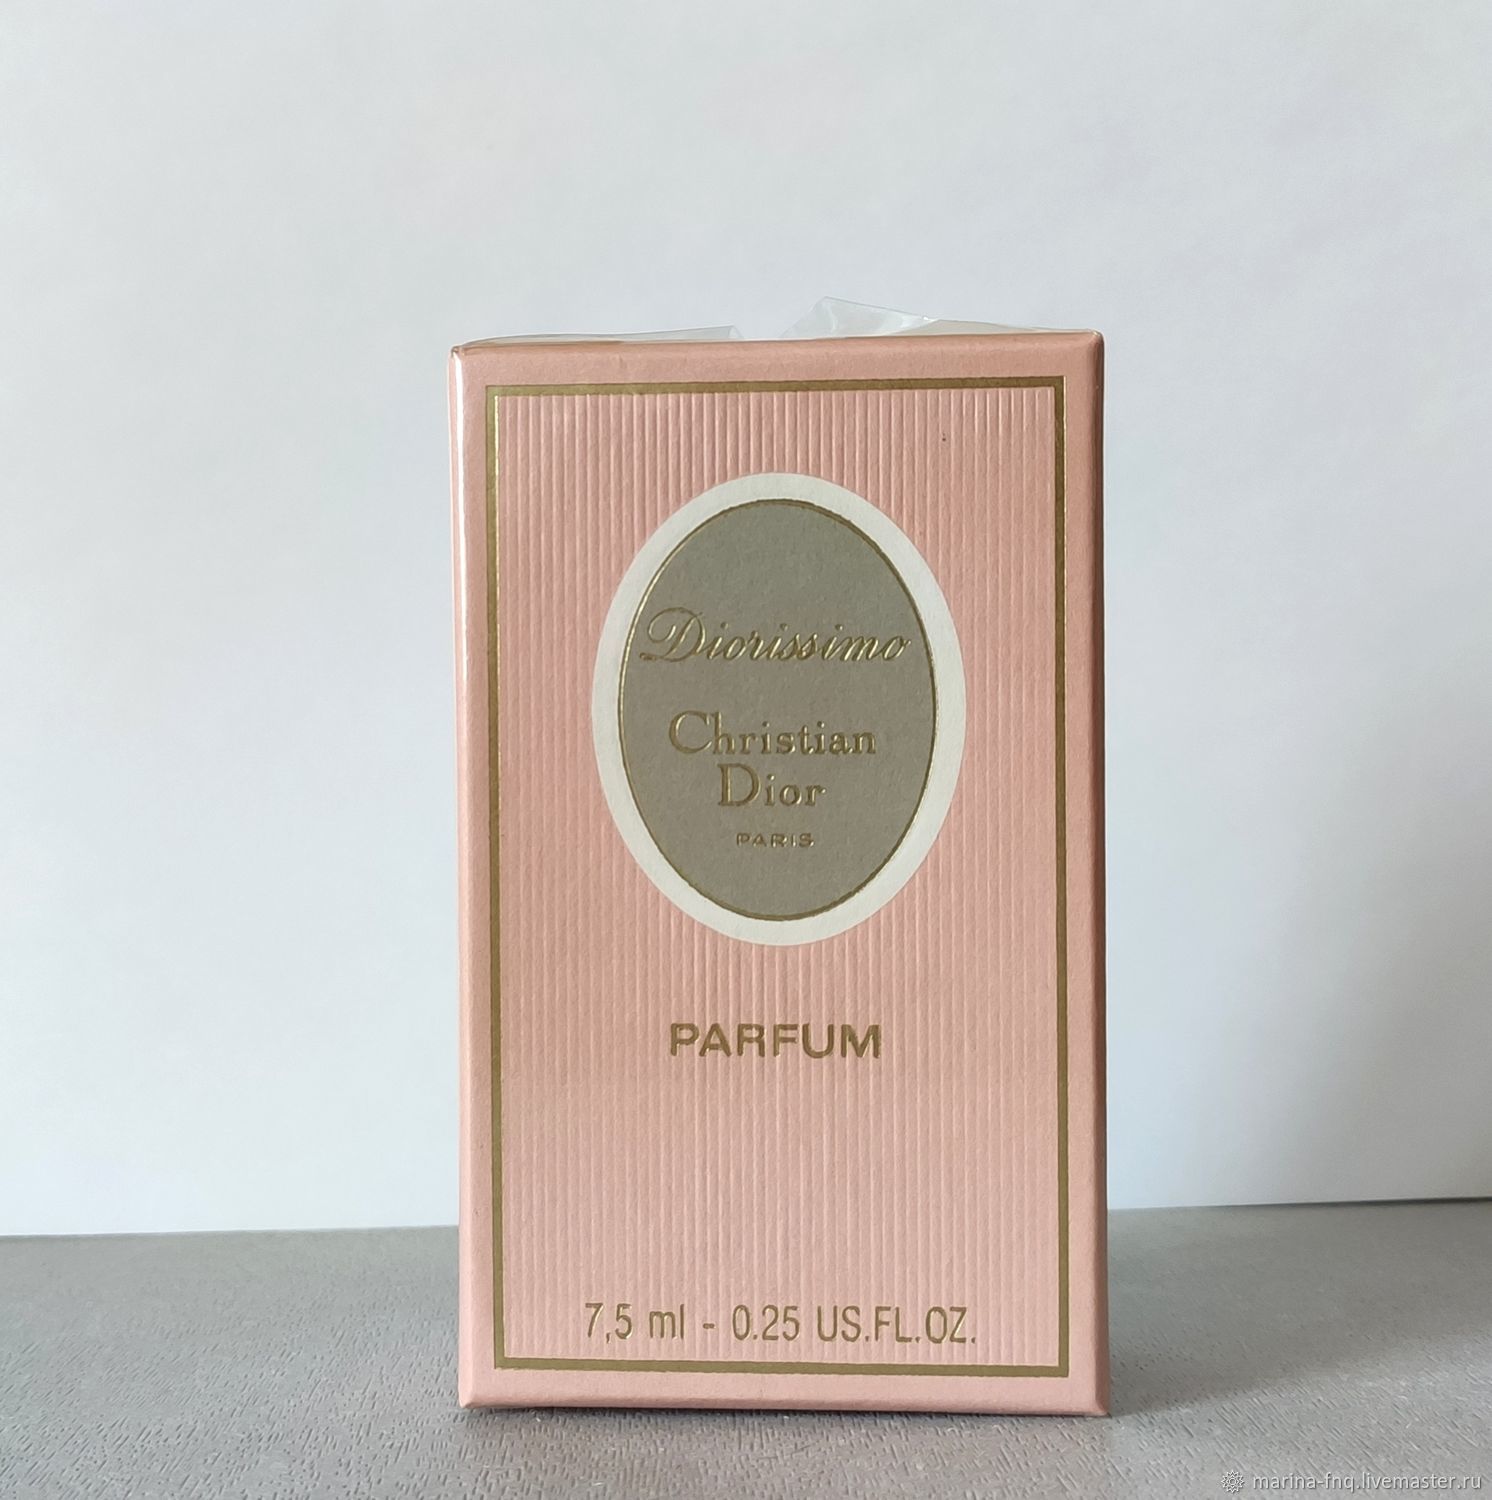 Diorissimo
Christian
Dior
PARIS
PARFUM
7,5 ml - 0.25 US.FL.OZ.
marina-fnq.livemaster.ru